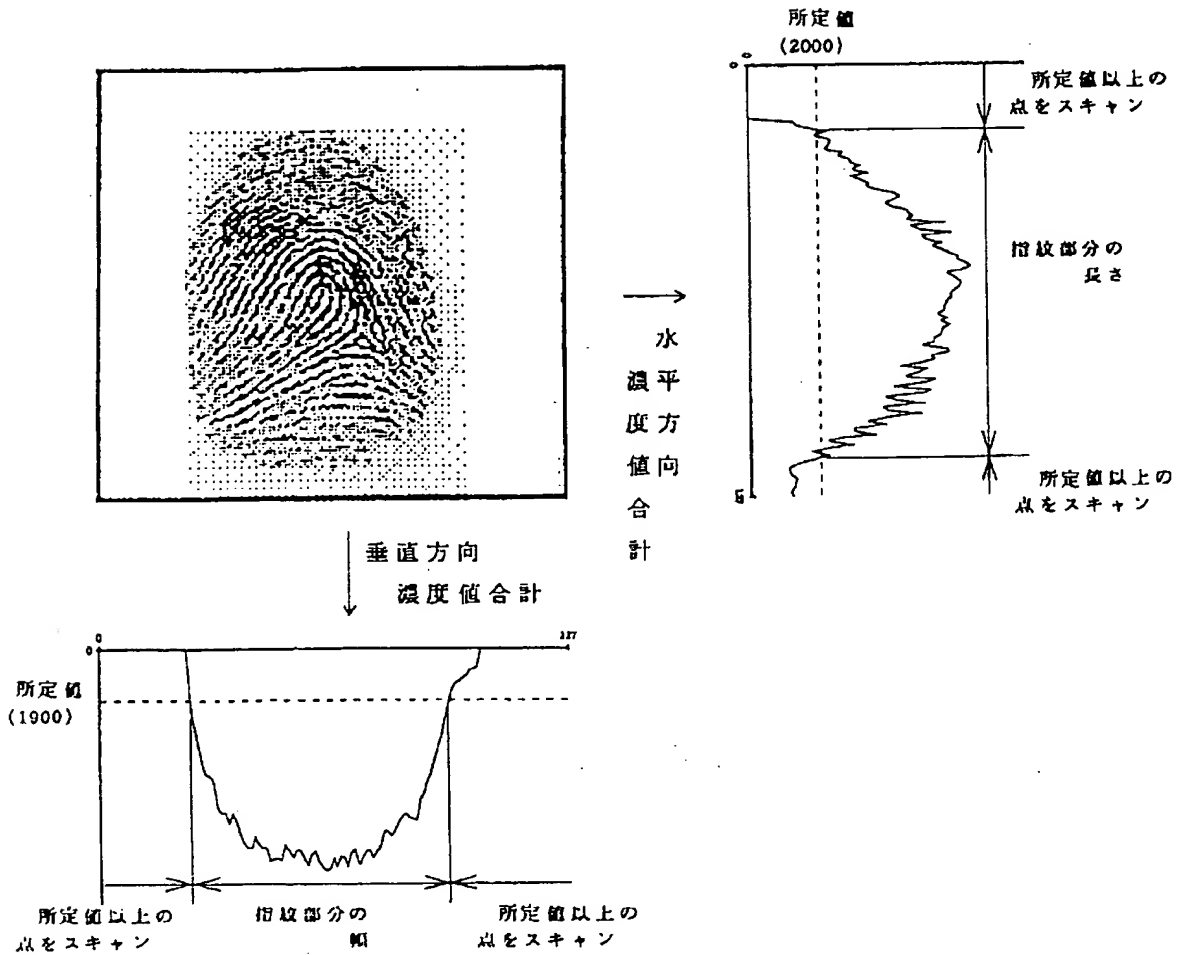 所定値
(2000)
0
0
所定値以上の
点をスキャン
指紋部分の
長さ
所定値以上の
点をスキャン
水平方向
濃度値合計
垂直方向
濃度値合計
0
0
所定値
(1900)
所定値以上の
点をスキャン
指紋部分の
幅
所定値以上の
点をスキャン